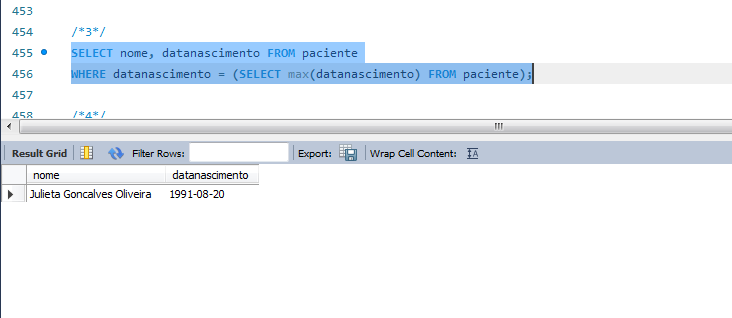 453
454 /*3*/
455 SELECT nome, datanascimento FROM paciente
456 WHERE datanascimento = (SELECT max(datanascimento) FROM paciente);
457
458 /*4*/
Result Grid Filter Rows: Export: Wrap Cell Content: IA
nome datanascimento
Julieta Goncalves Oliveira 1991-08-20